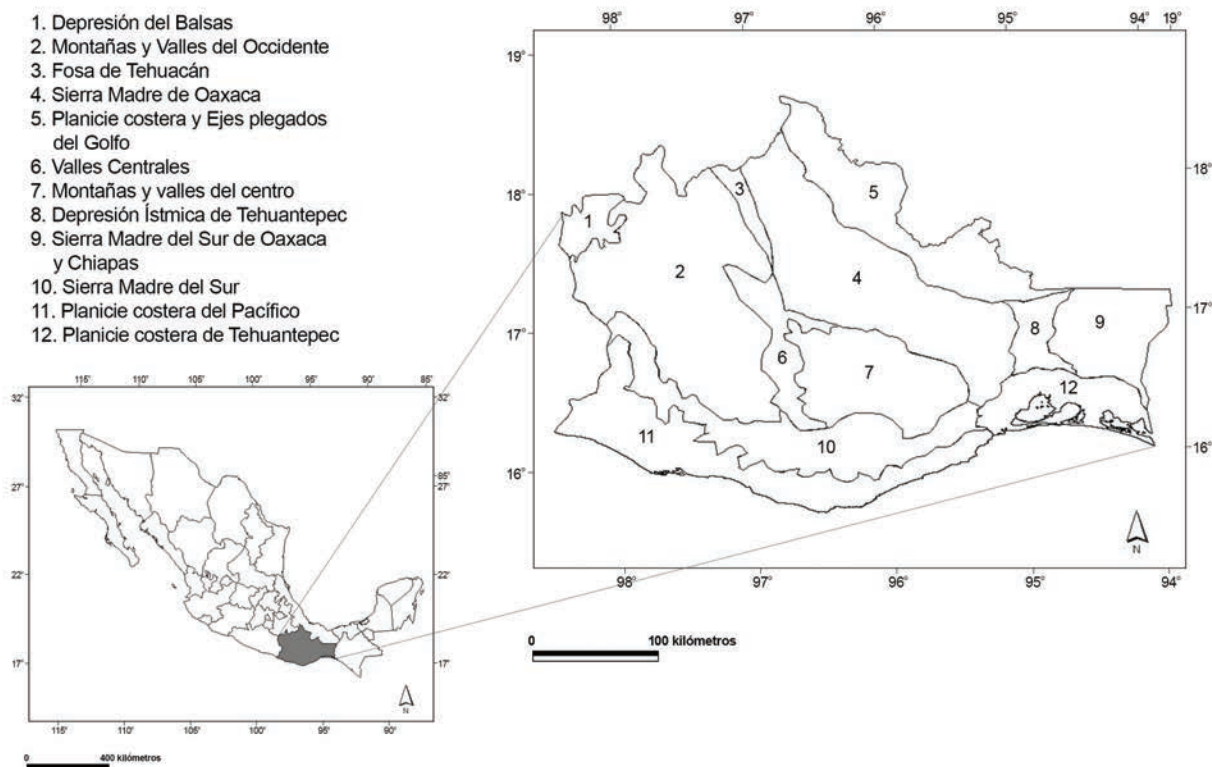 1. Depresión del Balsas
2. Montañas y Valles del Occidente
3. Fosa de Tehuacán
4. Sierra Madre de Oaxaca
5. Planicie costera y Ejes plegados
del Golfo
6. Valles Centrales
7. Montañas y valles del centro
8. Depresión Ístmica de Tehuantepec
9. Sierra Madre del Sur de Oaxaca
y Chiapas
10. Sierra Madre del Sur
11. Planicie costera del Pacífico
12. Planicie costera de Tehuantepec
98° 97° 96° 95° 94° 19°
19°
18° 18°
17° 17°
16° 16°
1
2
3
4
5
6
7
8
9
10
11
12
N
98° 97° 96° 95° 94°
0 100 kilómetros
115° 110° 105° 100° 95° 90° 85°
32° 32°
85°
27° 27°
22° 22°
17° 17°
N
115° 110° 105° 100° 95° 90°
0 400 kilómetros